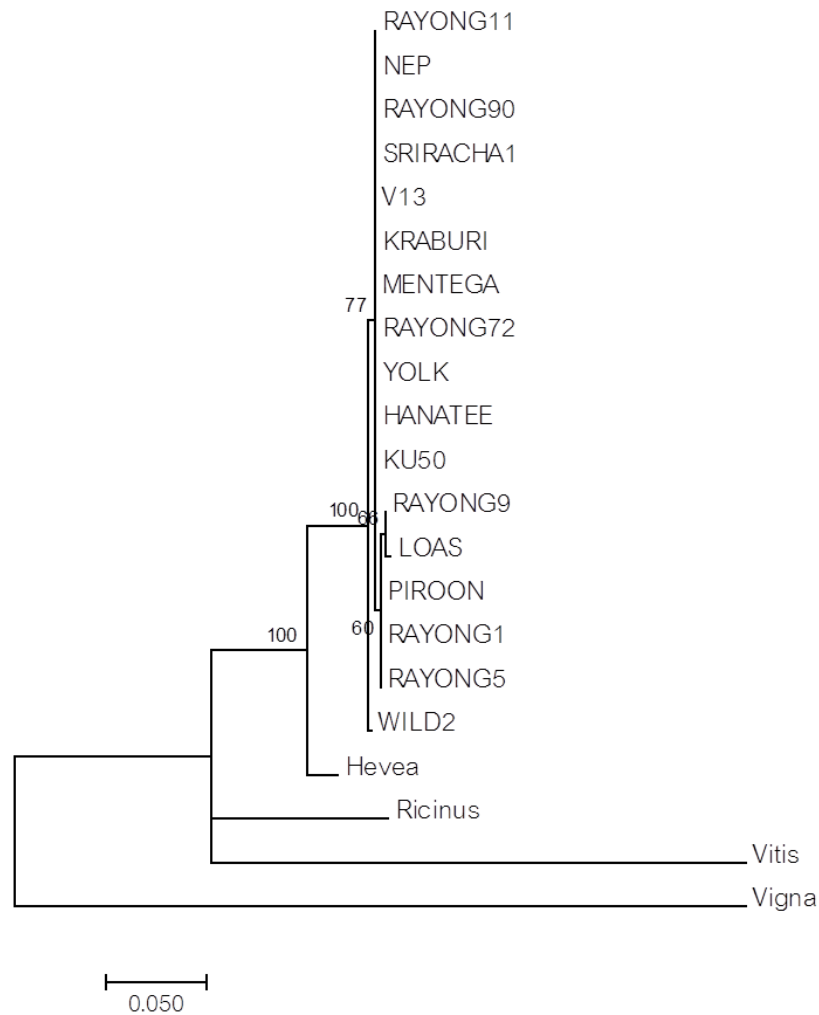 RAYONG11
NEP
RAYONG90
SRIRACHA1
V13
KRABURI
MENTEGA
77
RAYONG72
YOLK
HANATEE
KU50
RAYONG9
100
66
LOAS
PIROON
60
RAYONG1
100
RAYONG5
WILD2
Hevea
Ricinus
Vitis
Vigna
0.050